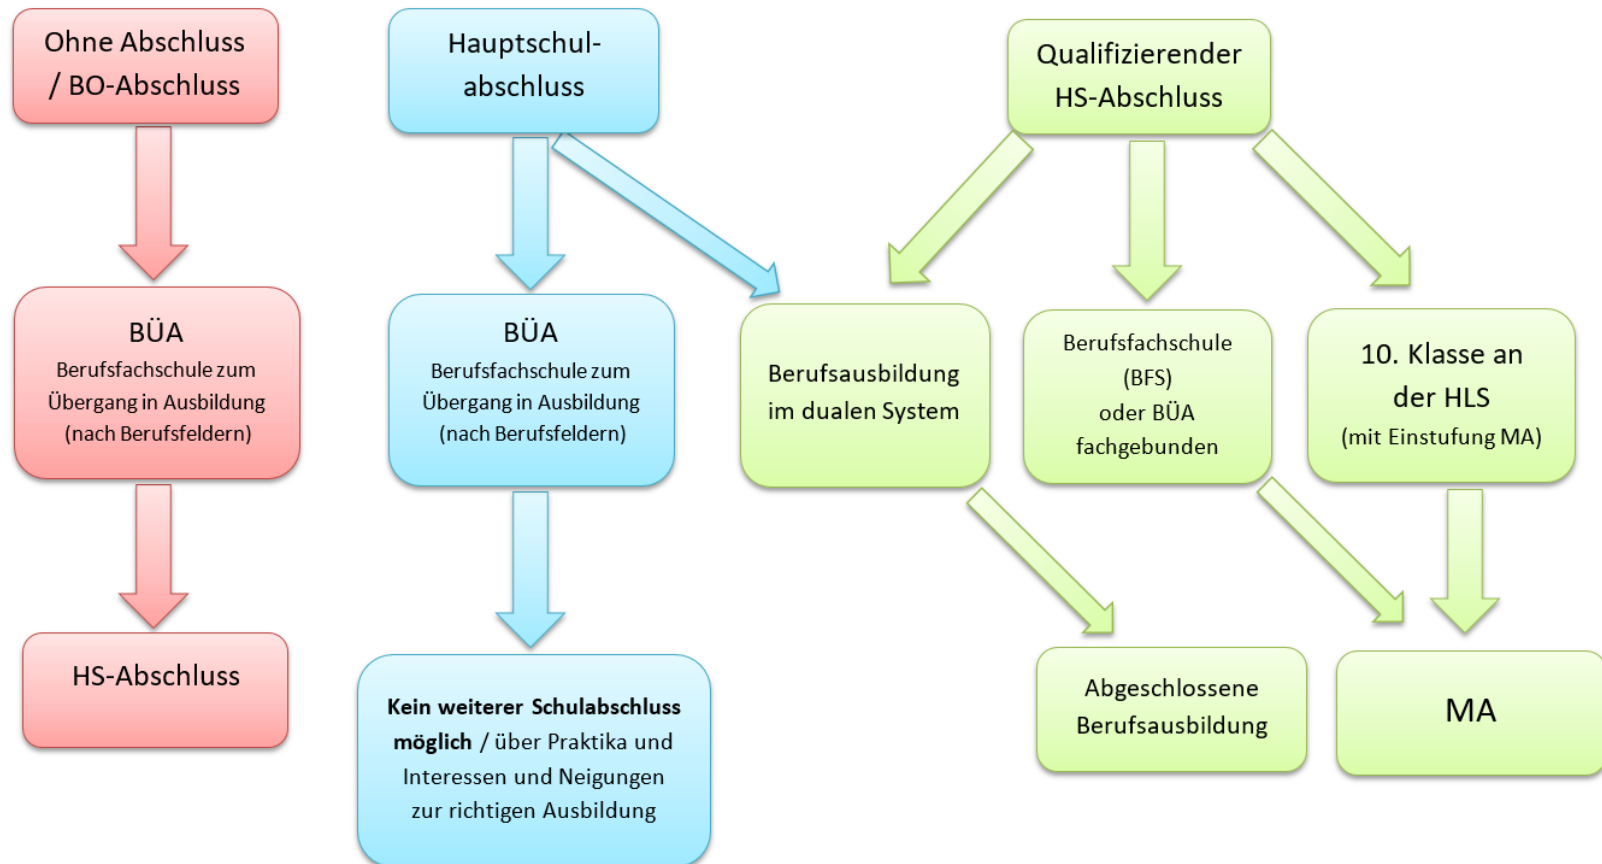 Ohne Abschluss
/ BO-Abschluss
Hauptschul-
abschluss
Qualifizierender
HS-Abschluss
BÜA
Berufsfachschule zum
Übergang in Ausbildung
(nach Berufsfeldern)
BÜA
Berufsfachschule zum
Übergang in Ausbildung
(nach Berufsfeldern)
Berufsausbildung
im dualen System
Berufsfachschule
(BFS)
oder BÜA
fachgebunden
10. Klasse an
der HLS
(mit Einstufung MA)
HS-Abschluss
Kein weiterer Schulabschluss
möglich / über Praktika und
Interessen und Neigungen
zur richtigen Ausbildung
Abgeschlossene
Berufsausbildung
MA